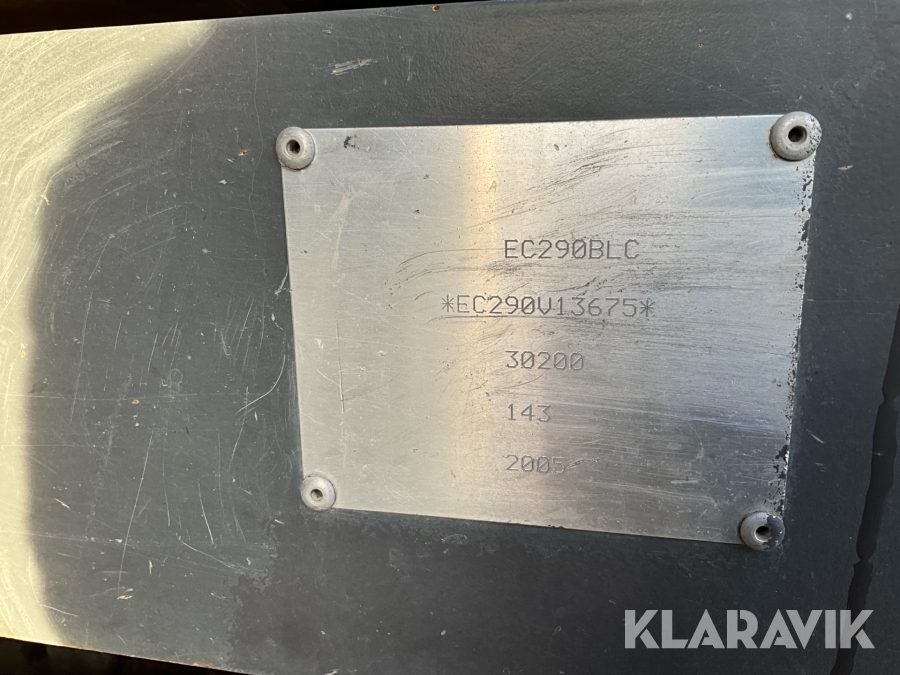 EC290BLC
*EC290V13675*
30200
143
2005
KLARAVIK